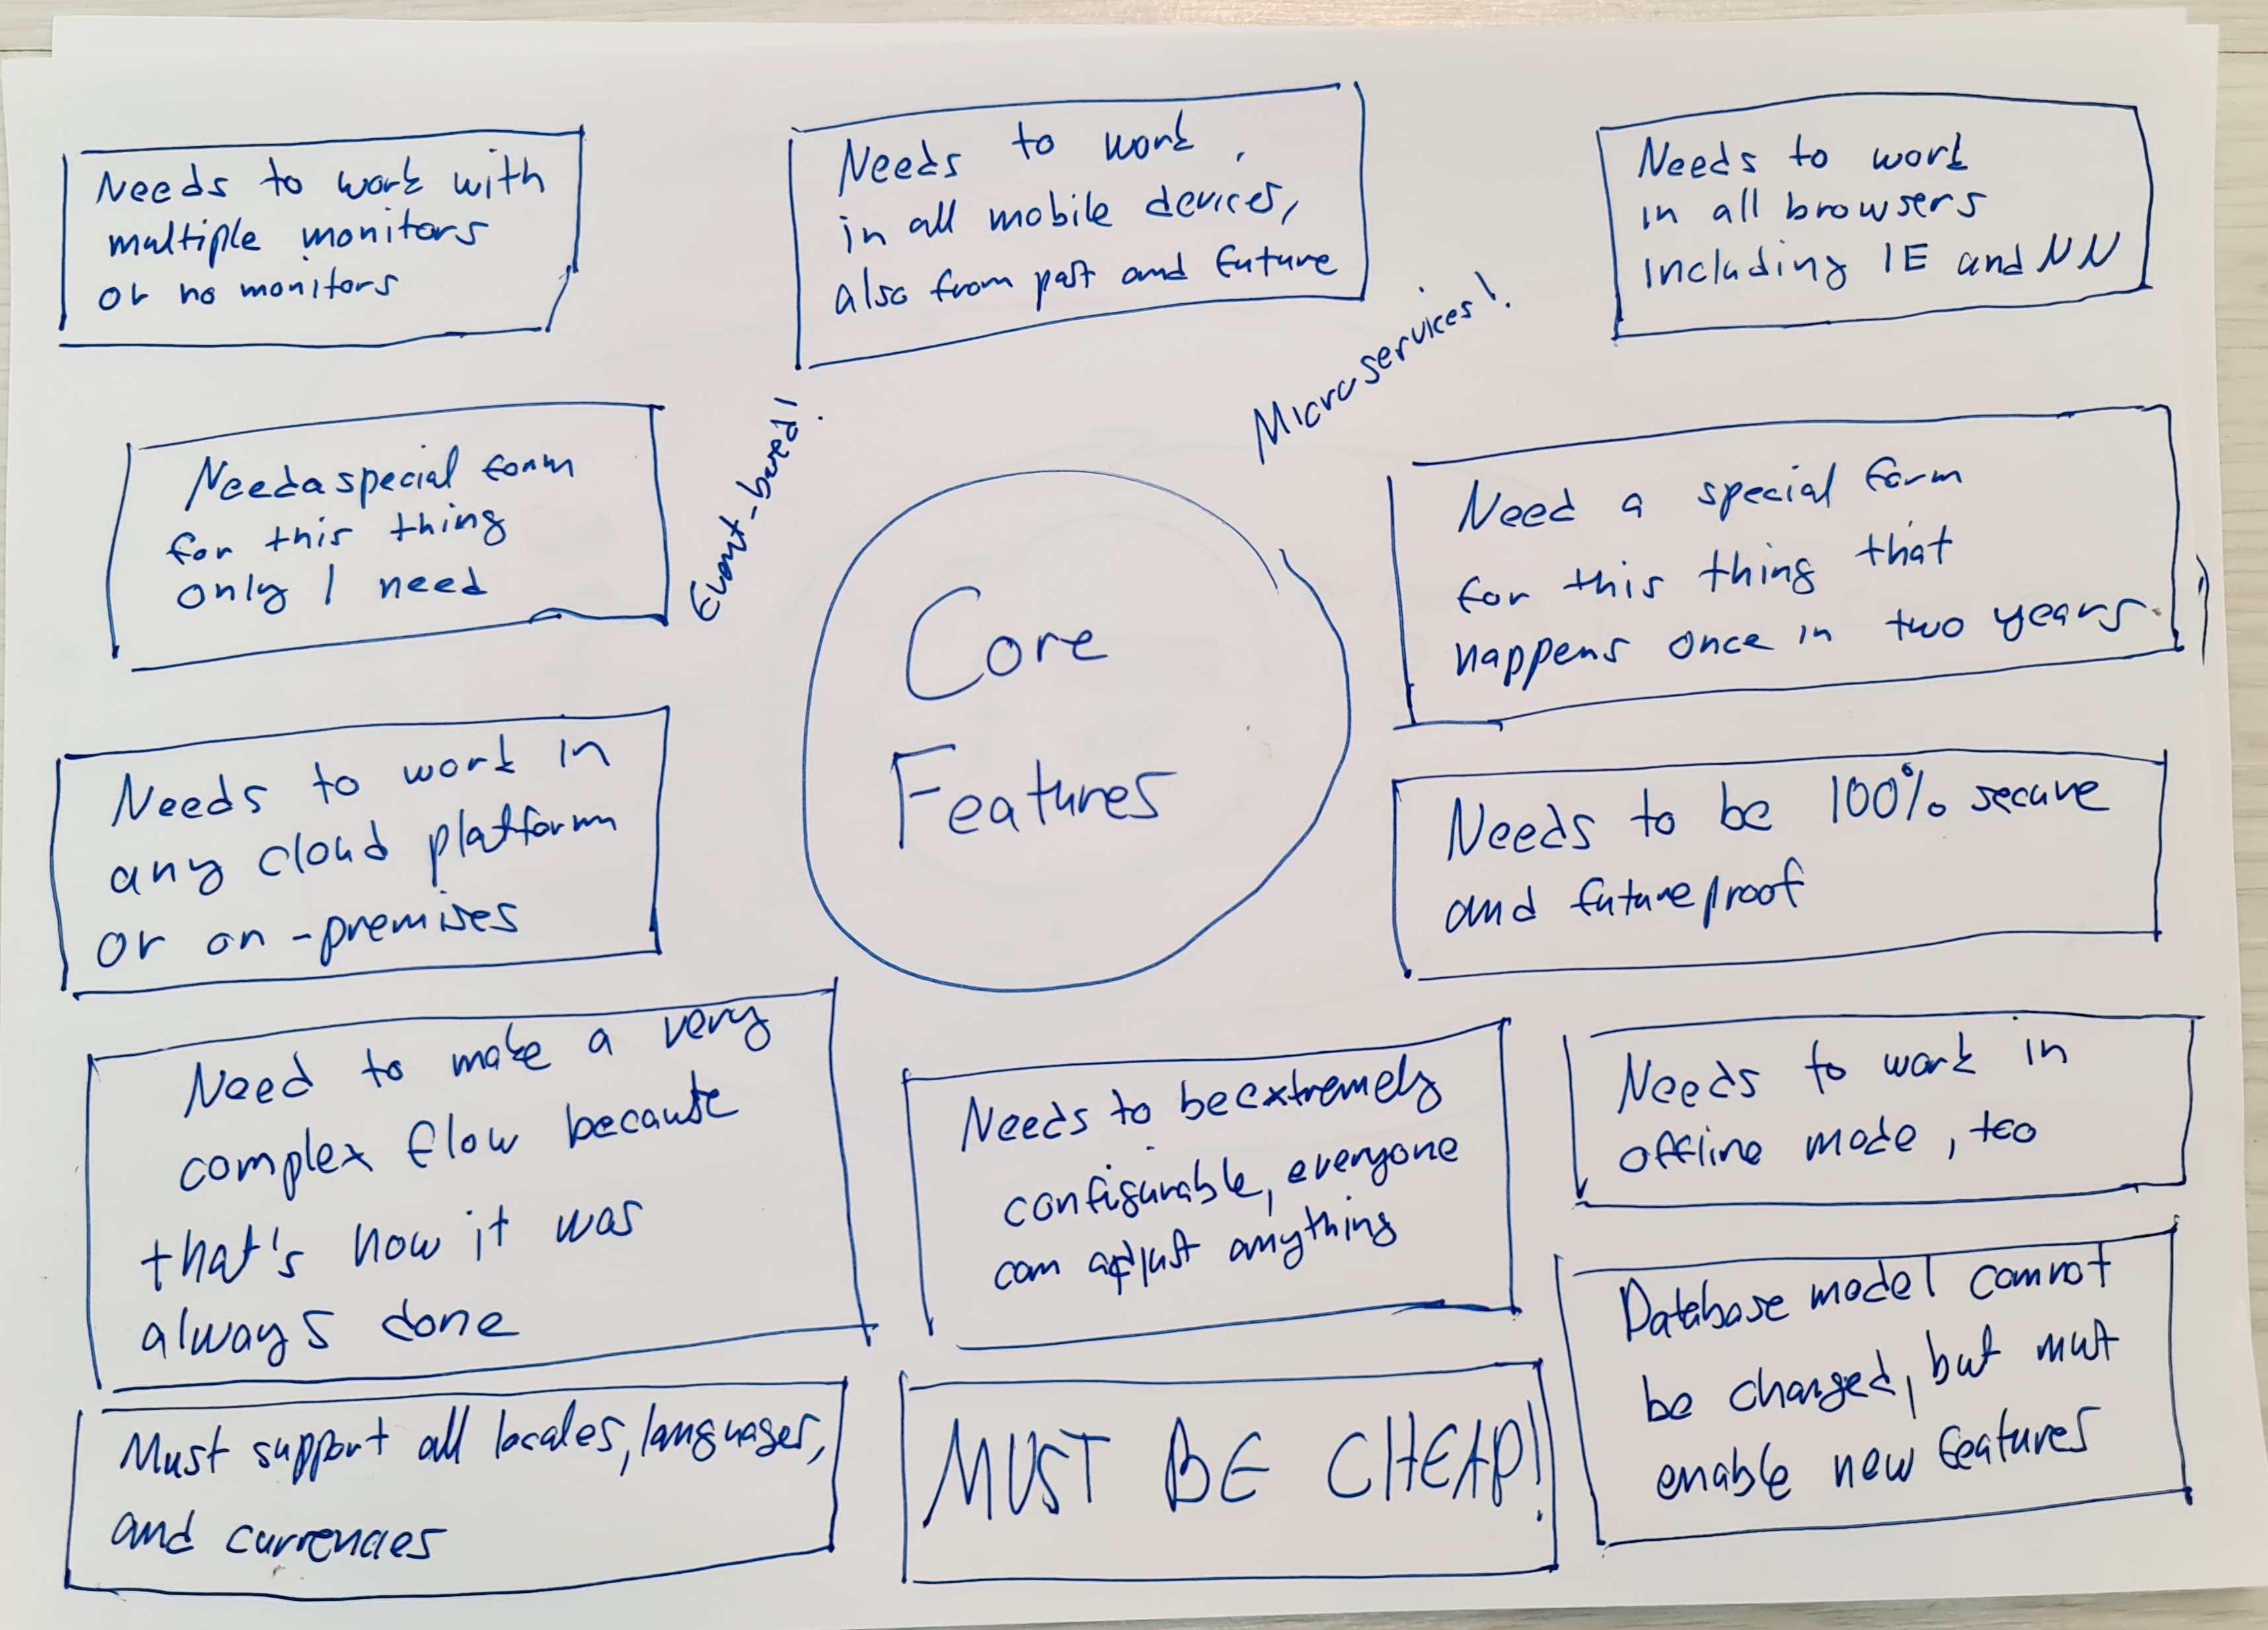 Needs to work with
multiple monitors
or no monitors
Needs to work
in all mobile devices,
also from past and future
Needs to work
in all browsers
including IE and NN
Event-based!
Microservices!
Need a special form
for this thing
only I need
Core
Features
Need a special form
for this thing that
happens once in two years
Needs to work in
any cloud platform
or on-premises
Needs to be 100% secure
and futureproof
Need to make a very
complex flow because
that's how it was
always done
Needs to be extremely
configurable, everyone
can adjust anything
Needs to work in
offline mode, too
Database model cannot
be changed, but must
enable new features
Must support all locales, languages,
and currencies
MUST BE CHEAP!